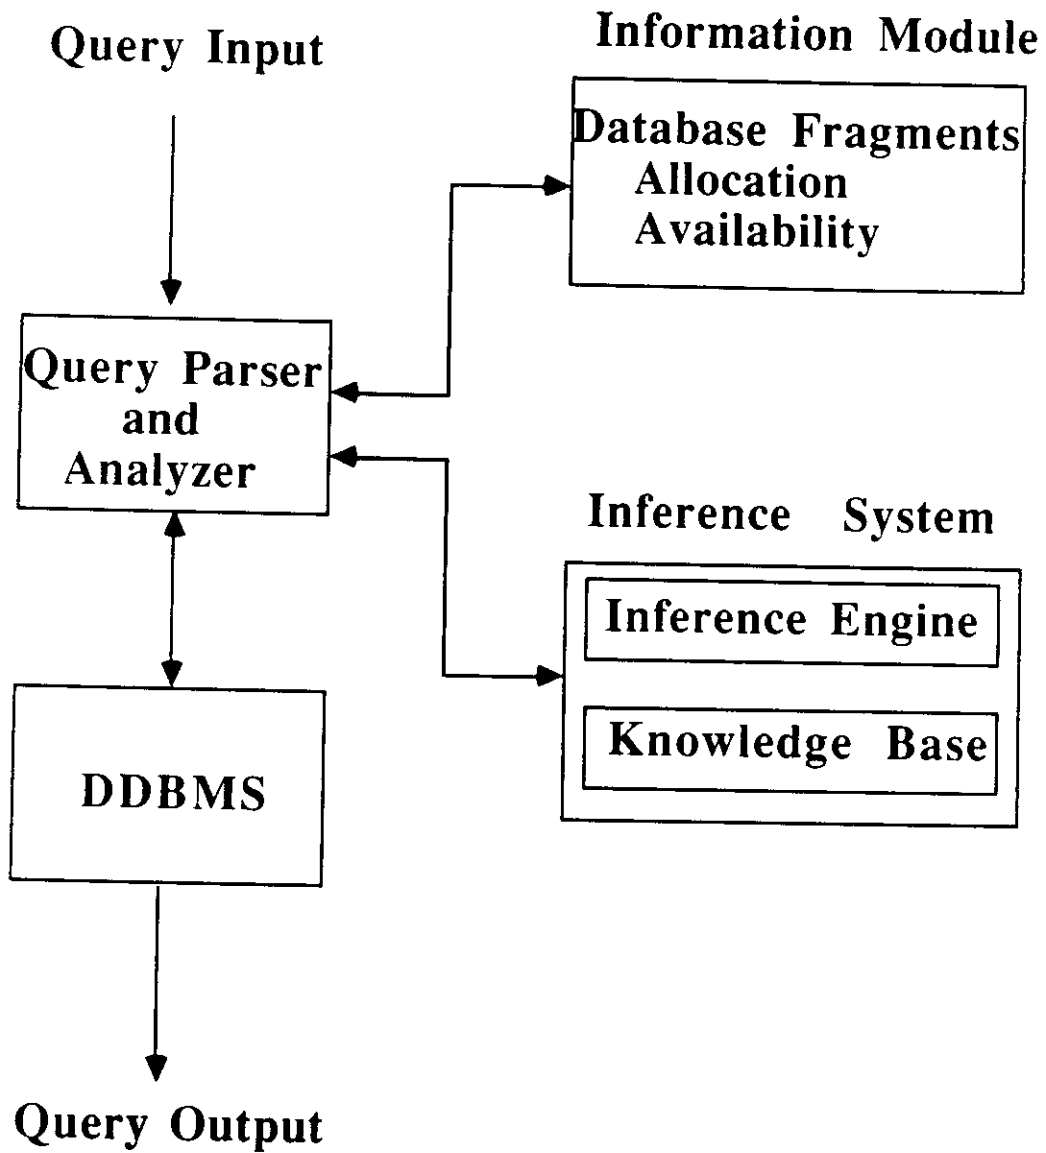 Query Input
Information Module
Database Fragments
Allocation
Availability
Query Parser
and
Analyzer
Inference System
Inference Engine
Knowledge Base
DDBMS
Query Output